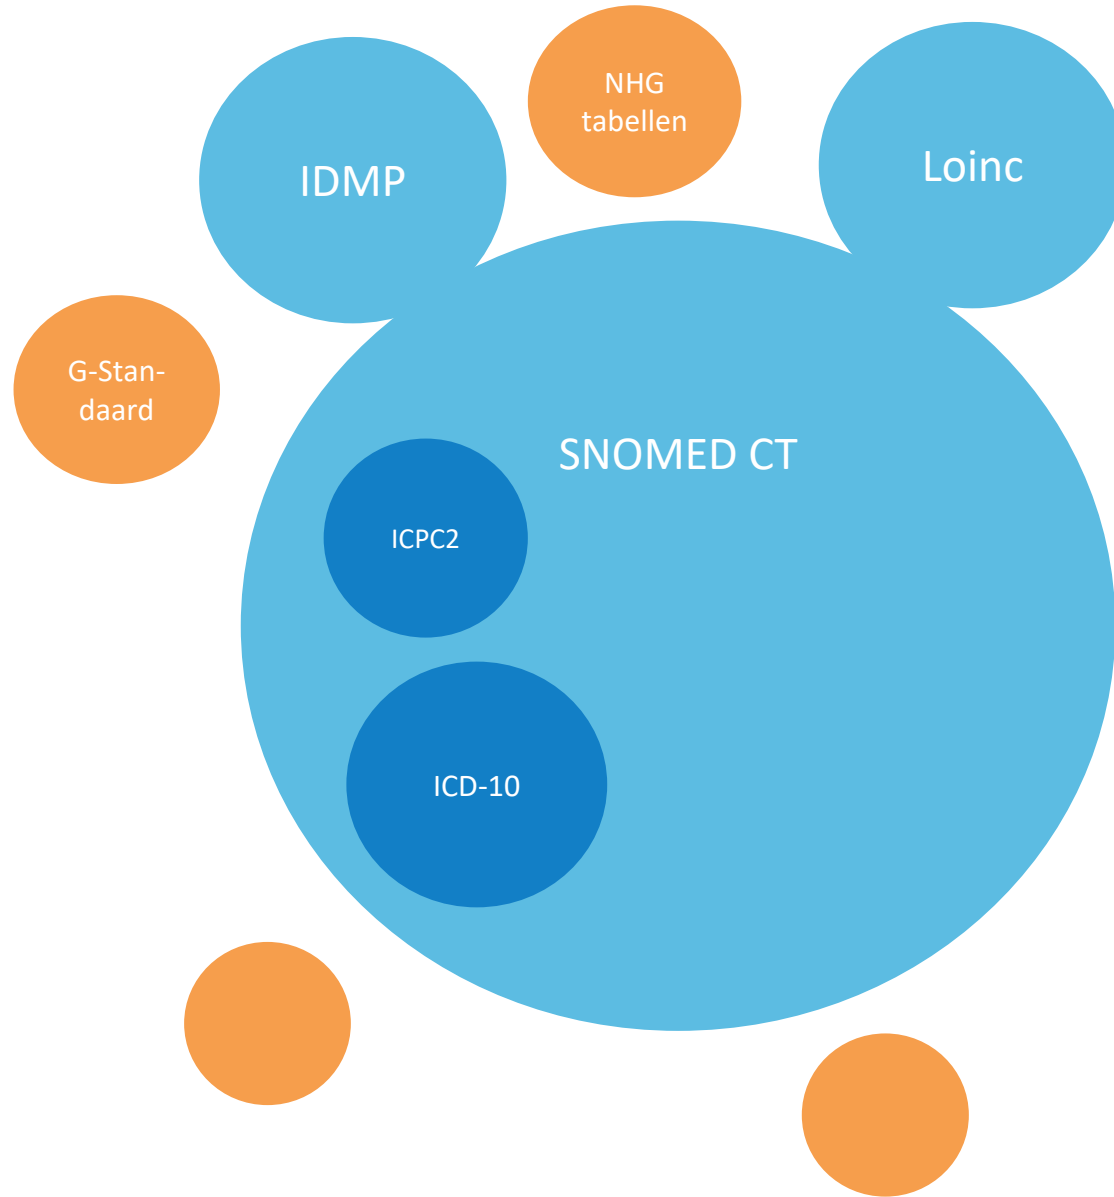 NHG
tabellen
IDMP
Loinc
G-Stan-
daard
SNOMED CT
ICPC2
ICD-10